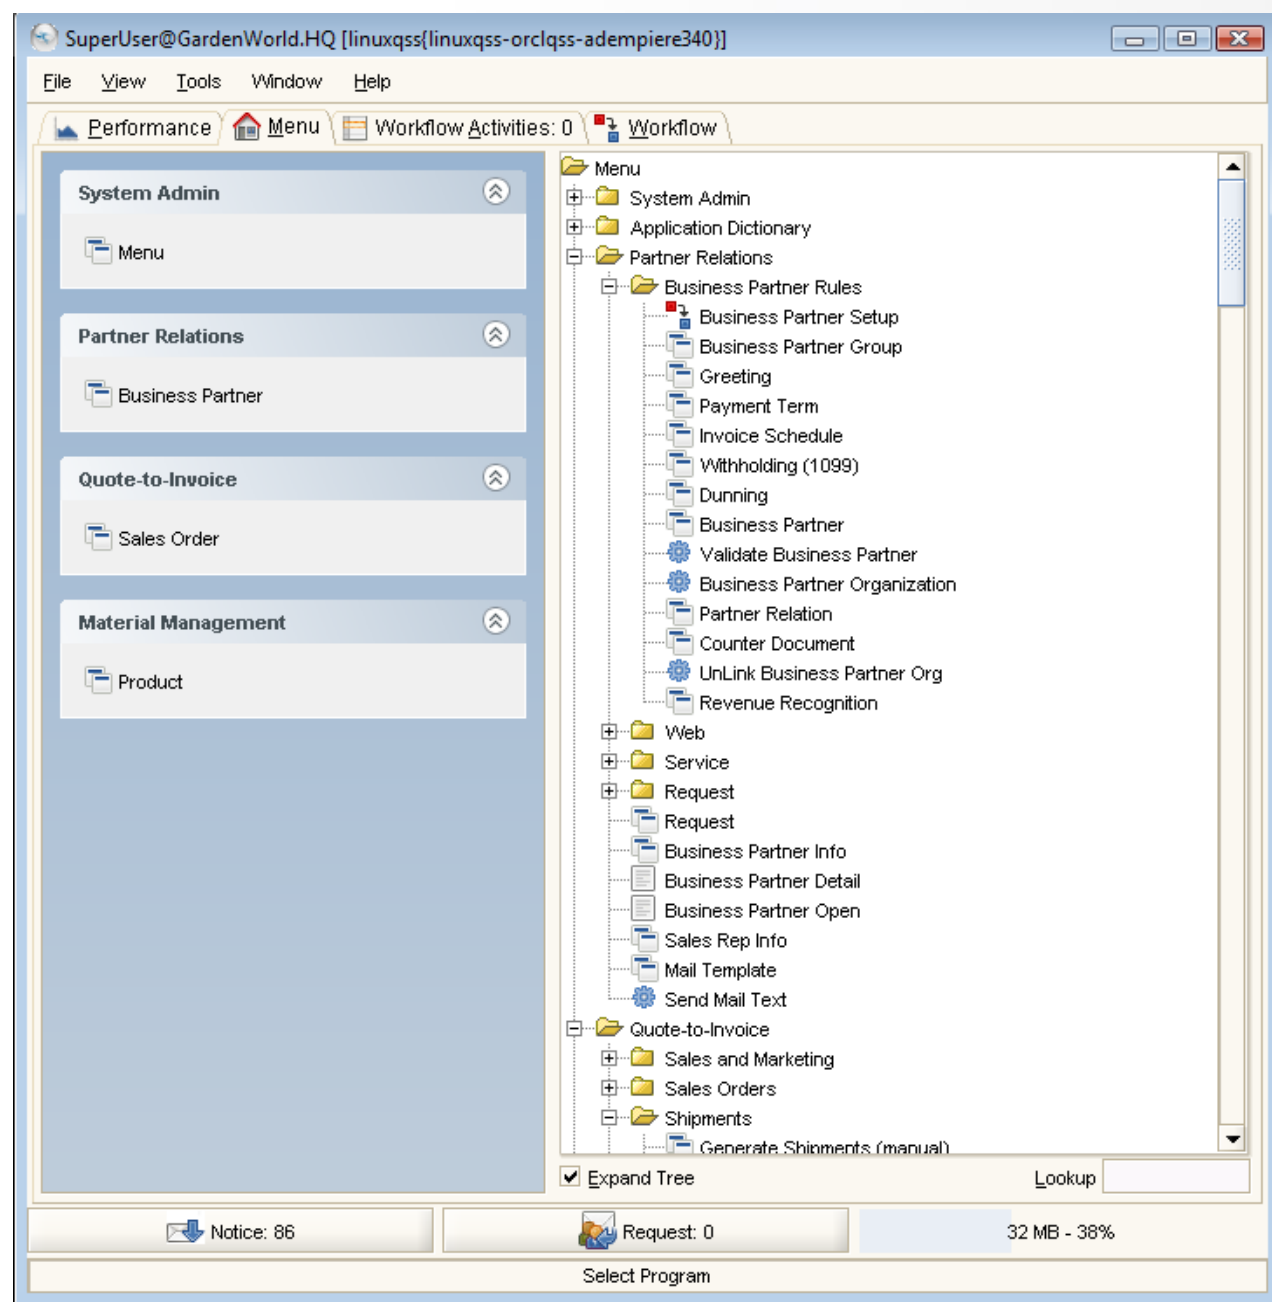 SuperUser@GardenWorld.HQ [linuxqss{linuxqss-orclqss-adempiere340}]
File View Tools Window Help
Performance Menu Workflow Activities: 0 Workflow
System Admin
Menu
Partner Relations
Business Partner
Quote-to-Invoice
Sales Order
Material Management
Product
Menu
System Admin
Application Dictionary
Partner Relations
Business Partner Rules
Business Partner Setup
Business Partner Group
Greeting
Payment Term
Invoice Schedule
Withholding (1099)
Dunning
Business Partner
Validate Business Partner
Business Partner Organization
Partner Relation
Counter Document
UnLink Business Partner Org
Revenue Recognition
Web
Service
Request
Request
Business Partner Info
Business Partner Detail
Business Partner Open
Sales Rep Info
Mail Template
Send Mail Text
Quote-to-Invoice
Sales and Marketing
Sales Orders
Shipments
Generate Shipments (manual)
Expand Tree Lookup
Notice: 86 Request: 0 32 MB - 38%
Select Program